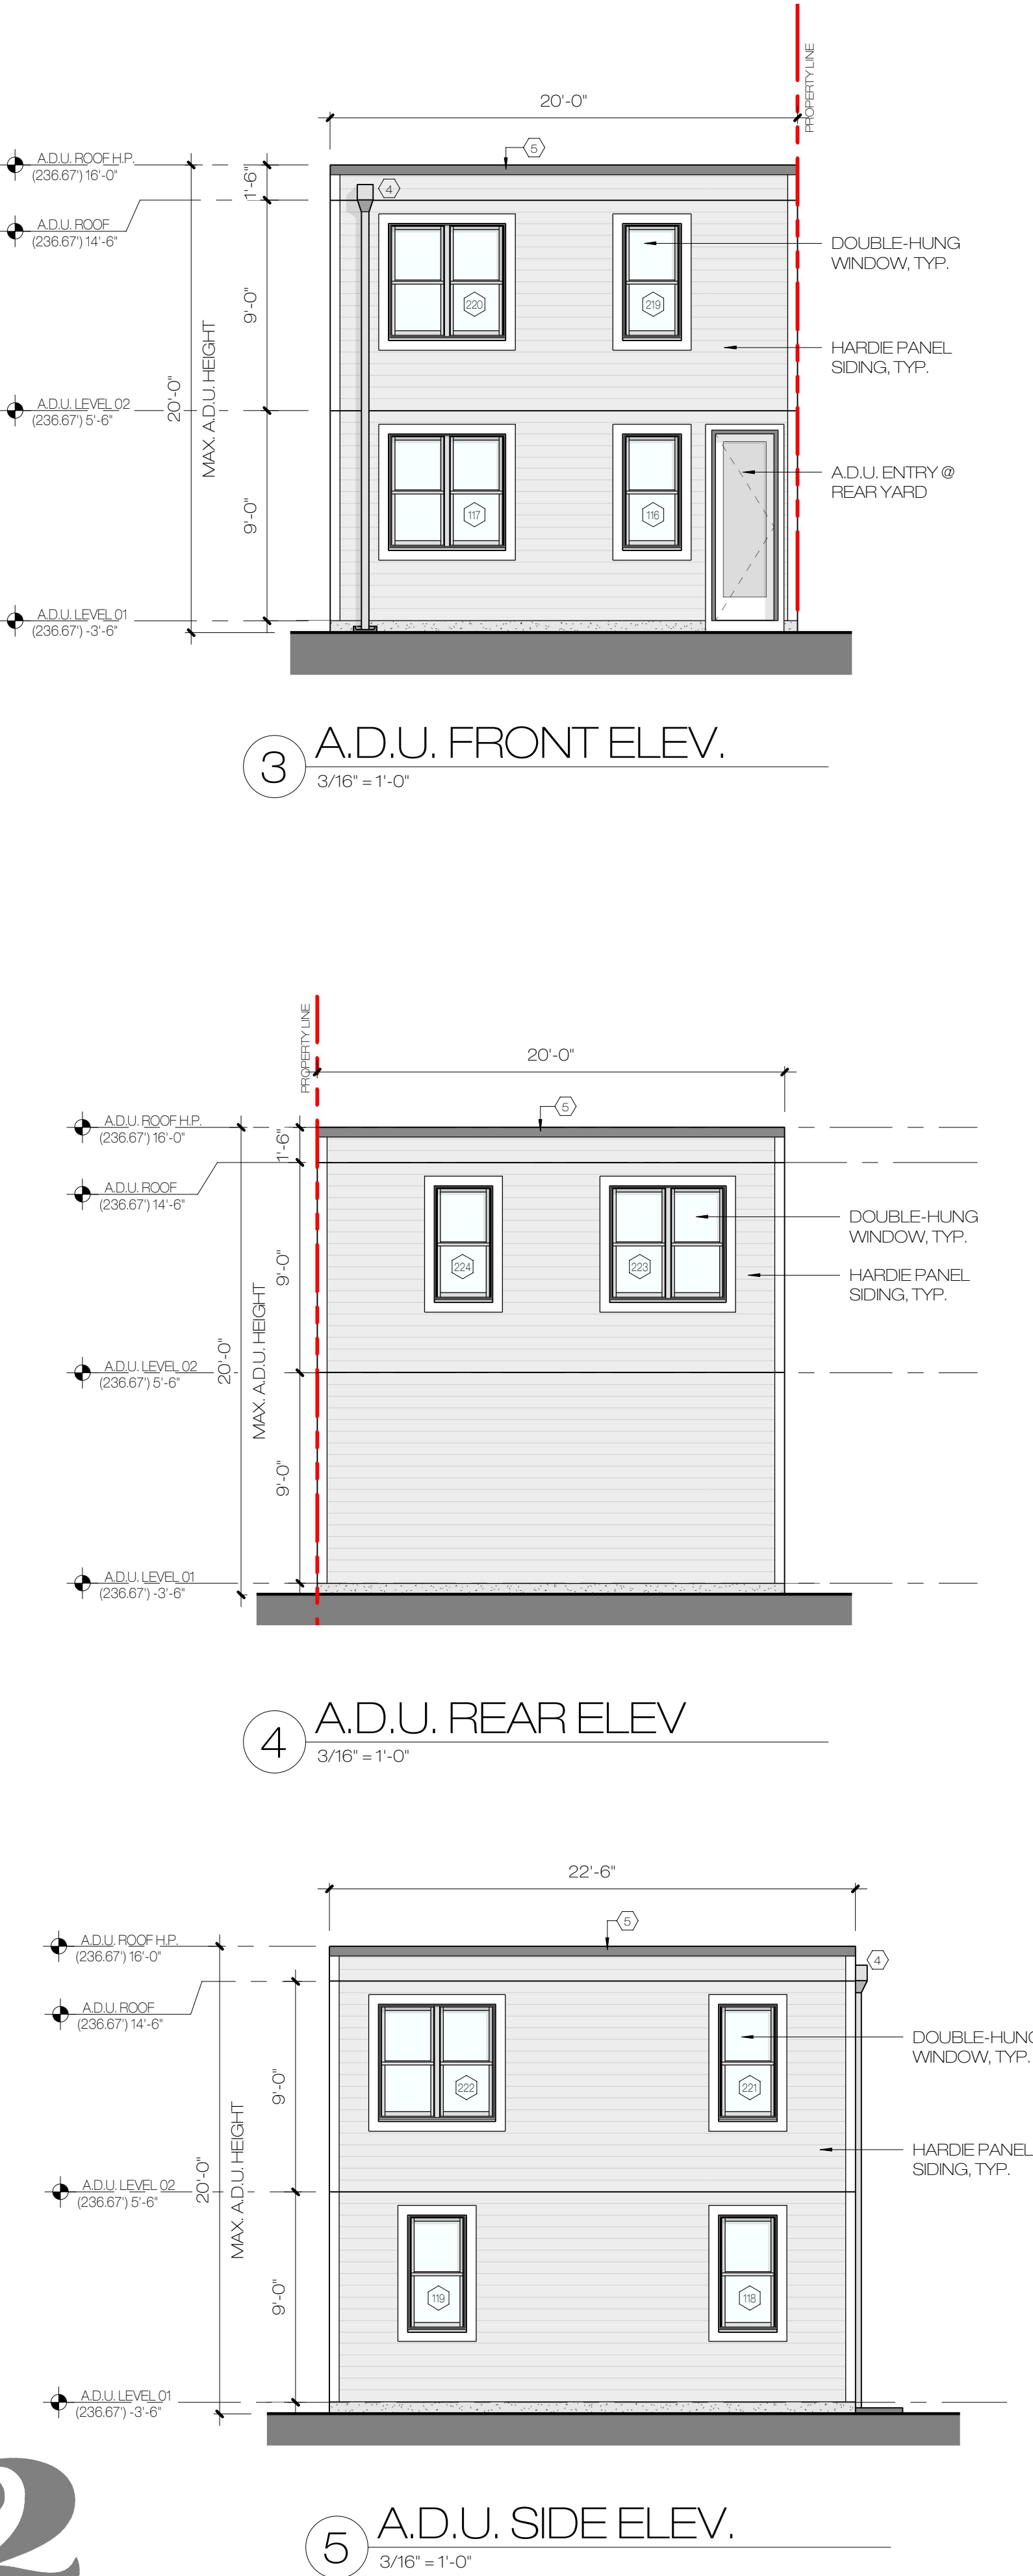 PROPERTY LINE
20'-0"
5
A.D.U. ROOF H.P.
(236.67') 16'-0"
1'-6"
4
A.D.U. ROOF
(236.67') 14'-6"
DOUBLE-HUNG
WINDOW, TYP.
220
219
9'-0"
HARDIE PANEL
SIDING, TYP.
20'-0"
MAX. A.D.U. HEIGHT
A.D.U. LEVEL 02
(236.67') 5'-6"
A.D.U. ENTRY @
REAR YARD
117
116
9'-0"
A.D.U. LEVEL 01
(236.67') -3'-6"
3
A.D.U. FRONT ELEV.
3/16" = 1'-0"
PROPERTY LINE
20'-0"
5
A.D.U. ROOF H.P.
(236.67') 16'-0"
1'-6"
A.D.U. ROOF
(236.67') 14'-6"
DOUBLE-HUNG
WINDOW, TYP.
224
223
9'-0"
HARDIE PANEL
SIDING, TYP.
20'-0"
MAX. A.D.U. HEIGHT
A.D.U. LEVEL 02
(236.67') 5'-6"
9'-0"
A.D.U. LEVEL 01
(236.67') -3'-6"
4
A.D.U. REAR ELEV
3/16" = 1'-0"
22'-6"
5
A.D.U. ROOF H.P.
(236.67') 16'-0"
4
A.D.U. ROOF
(236.67') 14'-6"
DOUBLE-HUNG
WINDOW, TYP.
222
221
9'-0"
HARDIE PANEL
SIDING, TYP.
20'-0"
MAX. A.D.U. HEIGHT
A.D.U. LEVEL 02
(236.67') 5'-6"
119
118
9'-0"
A.D.U. LEVEL 01
(236.67') -3'-6"
2
5
A.D.U. SIDE ELEV.
3/16" = 1'-0"